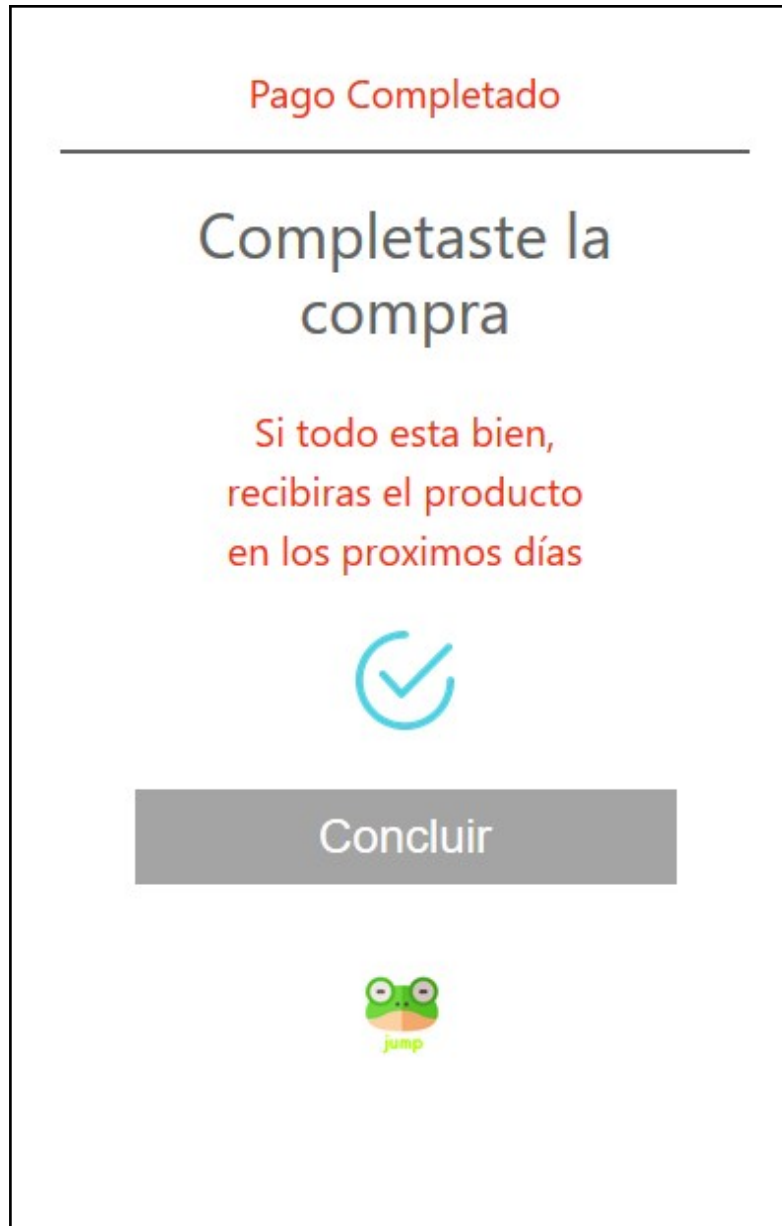 Pago Completado
Completaste la
compra
Si todo esta bien,
recibiras el producto
en los proximos días
Concluir
jump